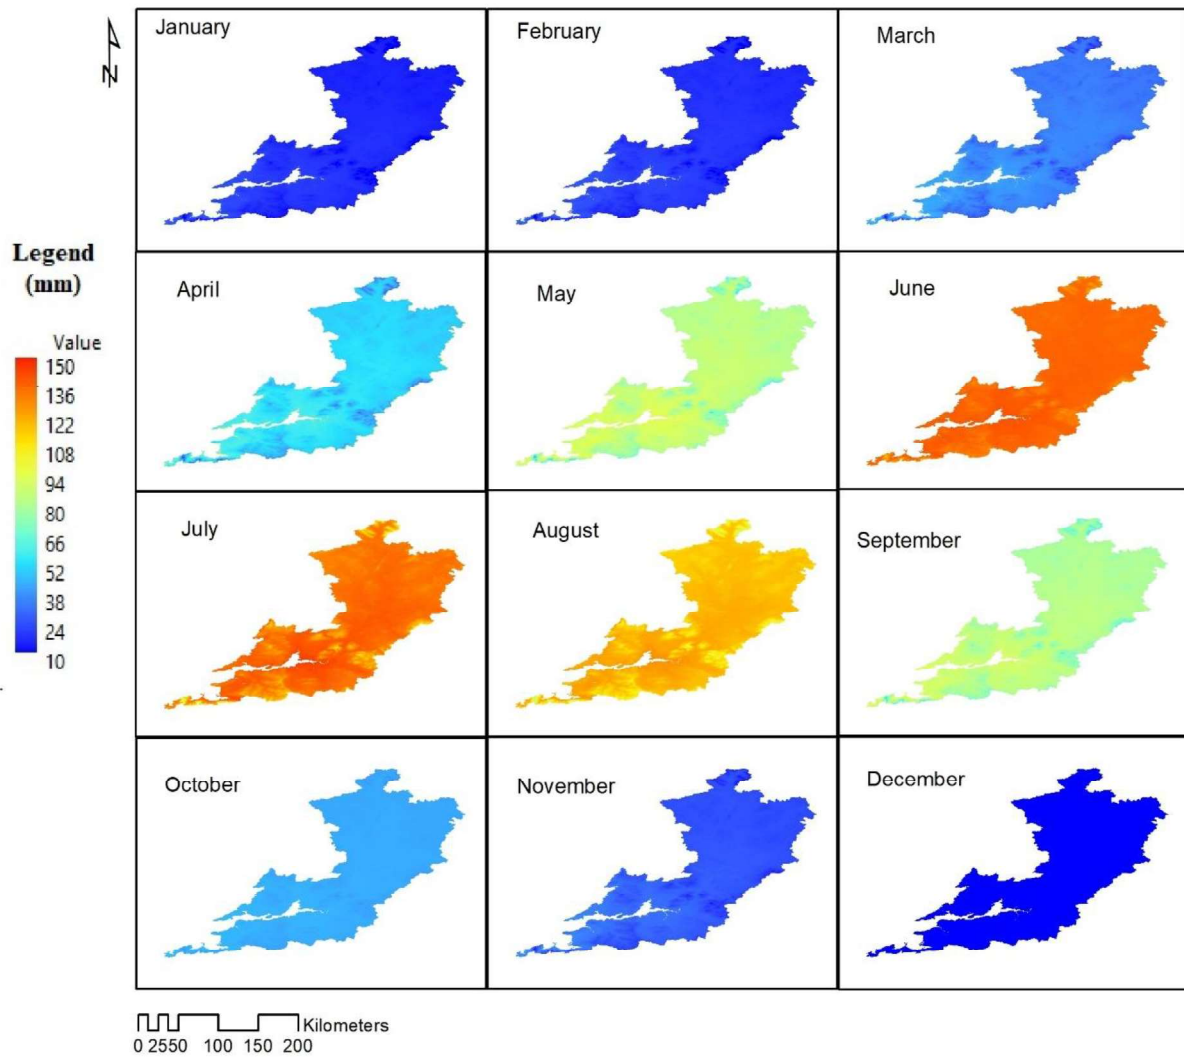 January
February
March
N
Legend
(mm)
April
May
June
Value
150
136
122
108
94
80
66
52
38
24
10
July
August
September
October
November
December
Kilometers
0 2550 100 150 200